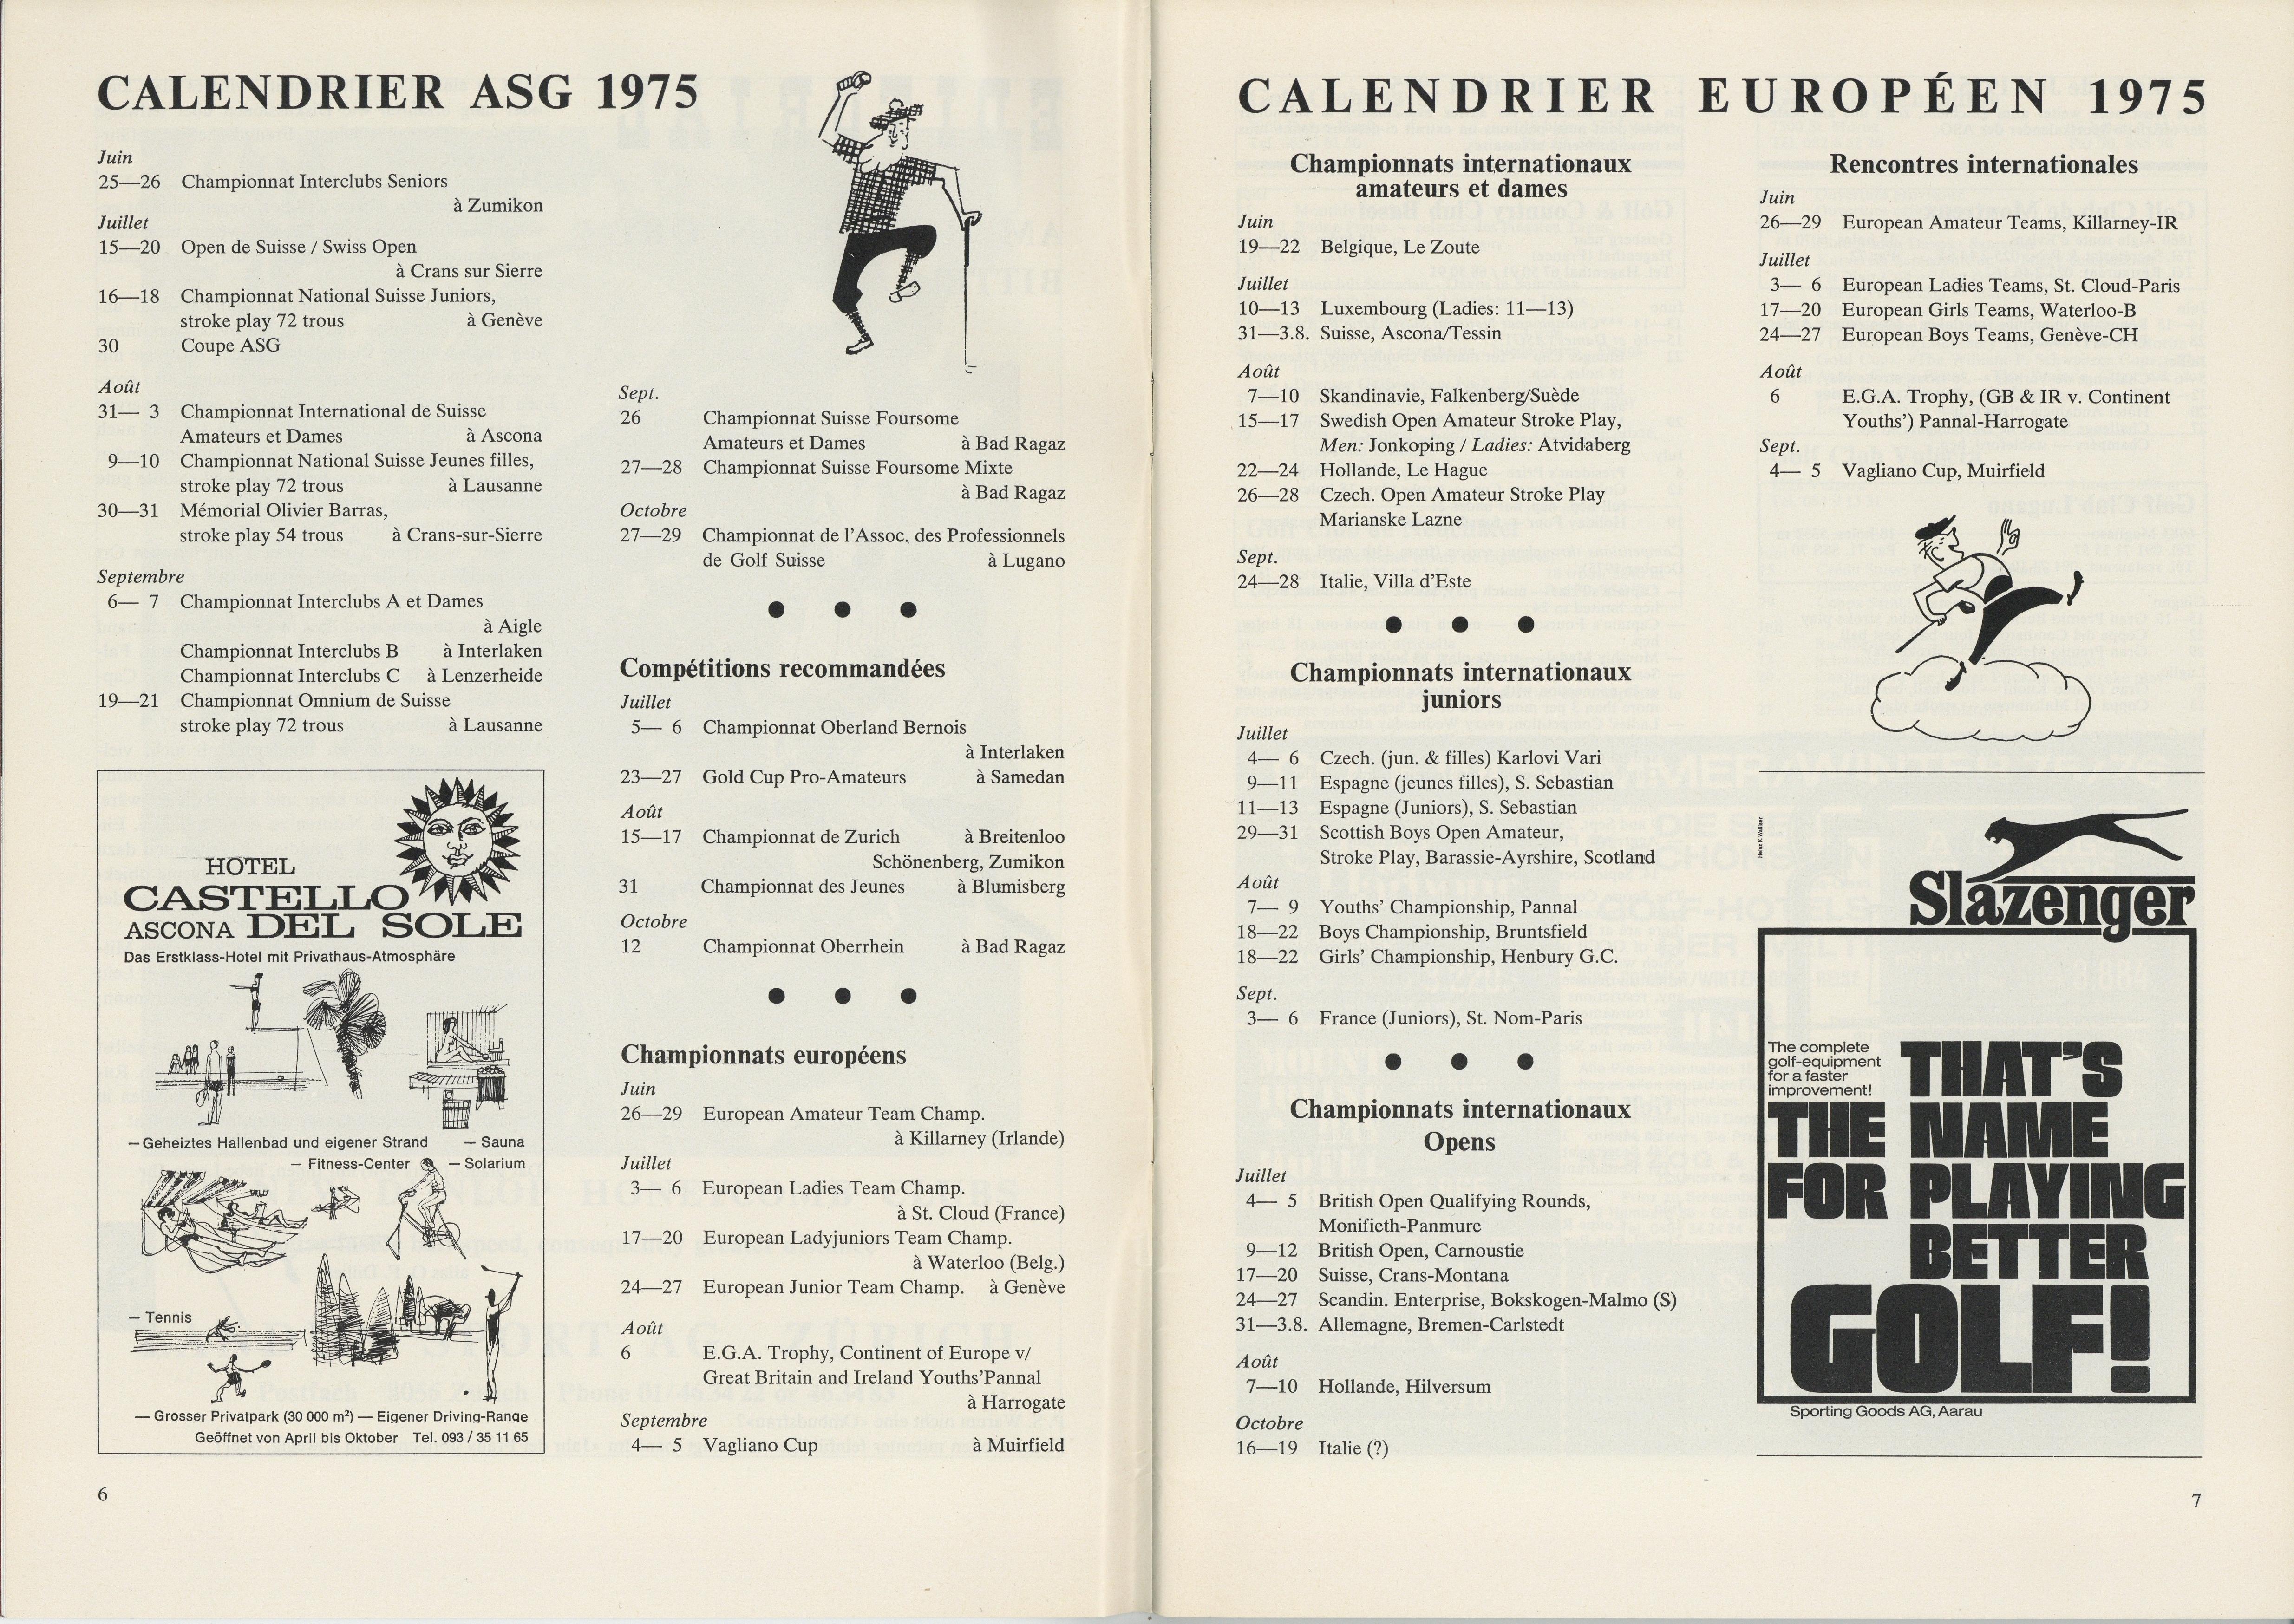 CALENDRIER ASG 1975
Juin
25—26 Championnat Interclubs Seniors
à Zumikon
Juillet
15—20 Open de Suisse / Swiss Open
à Crans sur Sierre
16—18 Championnat National Suisse Juniors,
stroke play 72 trous à Genève
30 Coupe ASG
Août
31— 3 Championnat International de Suisse
Amateurs et Dames à Ascona
9—10 Championnat National Suisse Jeunes filles,
stroke play 72 trous à Lausanne
30—31 Mémorial Olivier Barras,
stroke play 54 trous à Crans-sur-Sierre
Septembre
6— 7 Championnat Interclubs A et Dames
à Aigle
Championnat Interclubs B à Interlaken
Championnat Interclubs C à Lenzerheide
19—21 Championnat Omnium de Suisse
stroke play 72 trous à Lausanne
HOTEL
CASTELLO
ASCONA DEL SOLE
Das Erstklass-Hotel mit Privathaus-Atmosphäre
— Geheiztes Hallenbad und eigener Strand — Sauna
— Fitness-Center — Solarium
— Tennis
— Grosser Privatpark (30 000 m²) — Eigener Driving-Range
Geöffnet von April bis Oktober Tel. 093 / 35 11 65
6
Sept.
26 Championnat Suisse Foursome
Amateurs et Dames à Bad Ragaz
27—28 Championnat Suisse Foursome Mixte
à Bad Ragaz
Octobre
27—29 Championnat de l'Assoc. des Professionnels
de Golf Suisse à Lugano
● ● ●
Compétitions recommandées
Juillet
5— 6 Championnat Oberland Bernois
à Interlaken
23—27 Gold Cup Pro-Amateurs à Samedan
Août
15—17 Championnat de Zurich à Breitenloo
Schönenberg, Zumikon
31 Championnat des Jeunes à Blumisberg
Octobre
12 Championnat Oberrhein à Bad Ragaz
● ● ●
Championnats européens
Juin
26—29 European Amateur Team Champ.
à Killarney (Irlande)
Juillet
3— 6 European Ladies Team Champ.
à St. Cloud (France)
17—20 European Ladyjuniors Team Champ.
à Waterloo (Belg.)
24—27 European Junior Team Champ. à Genève
Août
6 E.G.A. Trophy, Continent of Europe v/
Great Britain and Ireland Youths'Pannal
à Harrogate
Septembre
4— 5 Vagliano Cup à Muirfield
CALENDRIER EUROPÉEN 1975
Championnats internationaux
amateurs et dames
Juin
19—22 Belgique, Le Zoute
Juillet
10—13 Luxembourg (Ladies: 11—13)
31—3.8. Suisse, Ascona/Tessin
Août
7—10 Skandinavie, Falkenberg/Suède
15—17 Swedish Open Amateur Stroke Play,
Men: Jonkoping / Ladies: Atvidaberg
22—24 Hollande, Le Hague
26—28 Czech. Open Amateur Stroke Play
Marianske Lazne
Sept.
24—28 Italie, Villa d'Este
● ● ●
Championnats internationaux
juniors
Juillet
4— 6 Czech. (jun. & filles) Karlovi Vari
9—11 Espagne (jeunes filles), S. Sebastian
11—13 Espagne (Juniors), S. Sebastian
29—31 Scottish Boys Open Amateur,
Stroke Play, Barassie-Ayrshire, Scotland
Août
7— 9 Youths' Championship, Pannal
18—22 Boys Championship, Bruntsfield
18—22 Girls' Championship, Henbury G.C.
Sept.
3— 6 France (Juniors), St. Nom-Paris
● ● ●
Championnats internationaux
Opens
Juillet
4— 5 British Open Qualifying Rounds,
Monifieth-Panmure
9—12 British Open, Carnoustie
17—20 Suisse, Crans-Montana
24—27 Scandin. Enterprise, Bokskogen-Malmo (S)
31—3.8. Allemagne, Bremen-Carlstedt
Août
7—10 Hollande, Hilversum
Octobre
16—19 Italie (?)
Rencontres internationales
Juin
26—29 European Amateur Teams, Killarney-IR
Juillet
3— 6 European Ladies Teams, St. Cloud-Paris
17—20 European Girls Teams, Waterloo-B
24—27 European Boys Teams, Genève-CH
Août
6 E.G.A. Trophy, (GB & IR v. Continent
Youths') Pannal-Harrogate
Sept.
4— 5 Vagliano Cup, Muirfield
Heinz K. Walliser
Slazenger
The complete
golf-equipment
for a faster
improvement!
THAT'S
THE NAME
FOR PLAYING
BETTER
GOLF!
Sporting Goods AG, Aarau
7